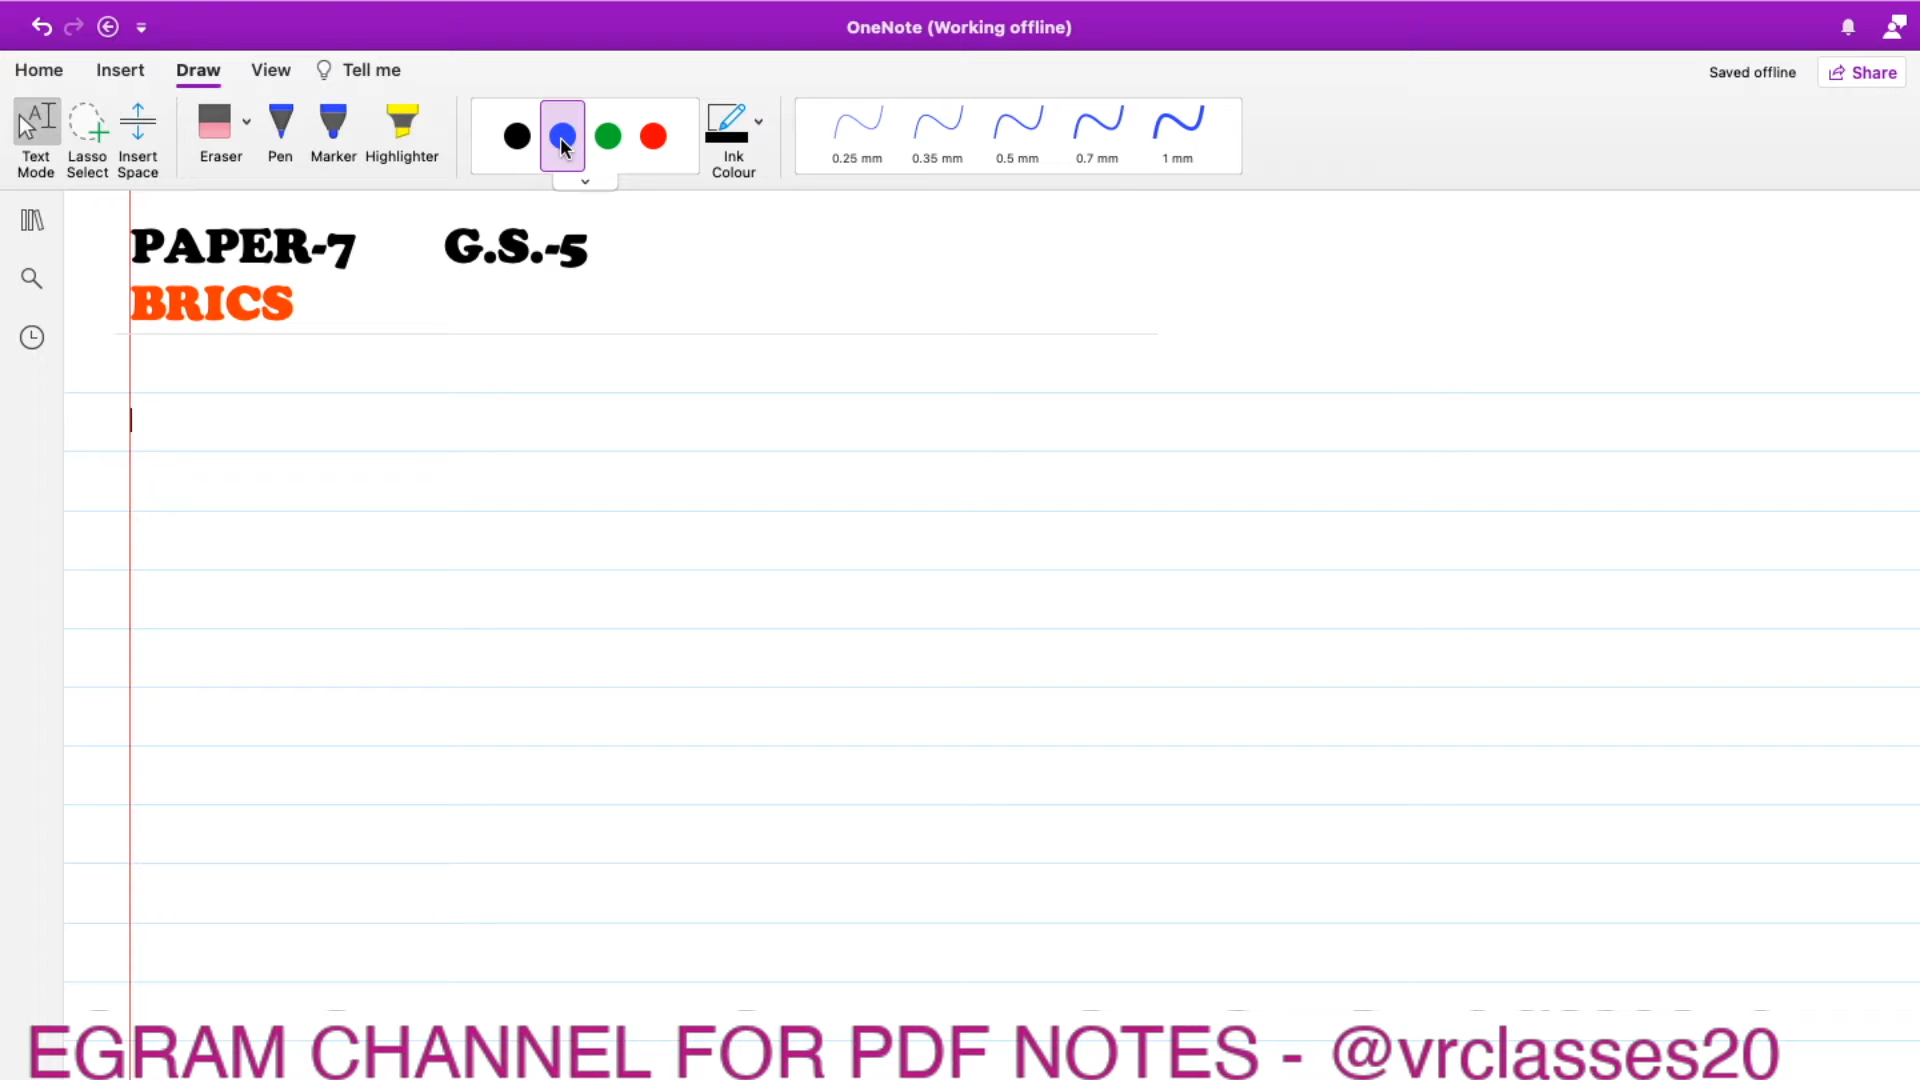 OneNote (Working offline)
Home Insert Draw View Tell me Saved offline Share
Text Mode Lasso Select Insert Space Eraser Pen Marker Highlighter Ink Colour 0.25 mm 0.35 mm 0.5 mm 0.7 mm 1 mm
PAPER-7 G.S.-5
BRICS
EGRAM CHANNEL FOR PDF NOTES - @vrclasses20